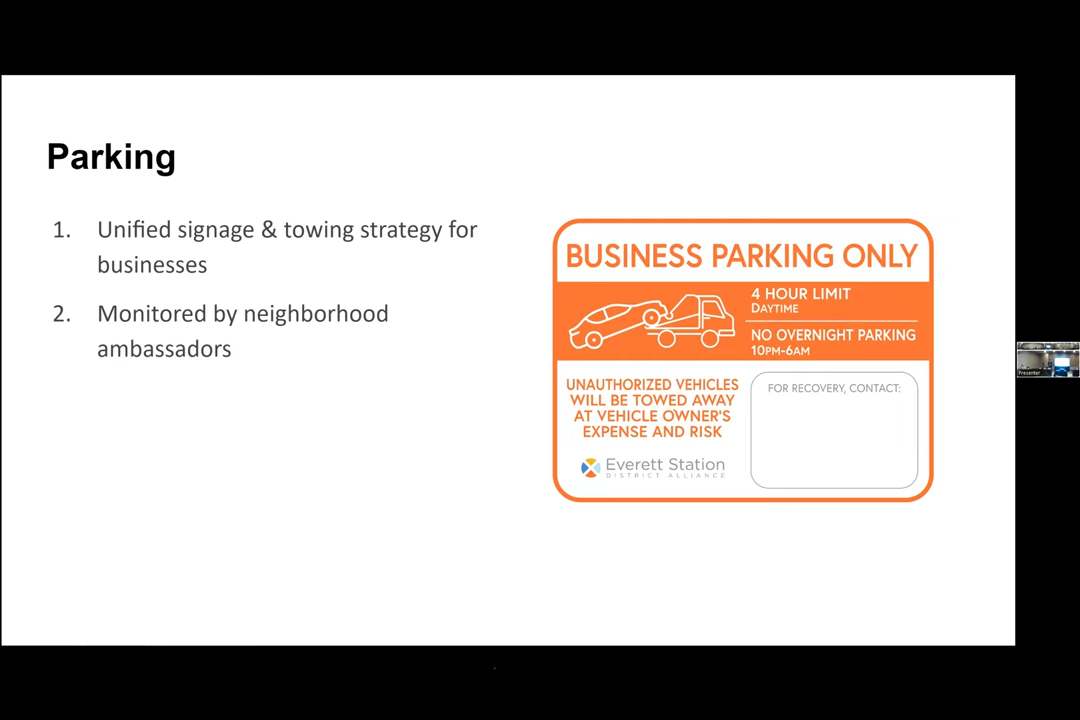 Parking
1. Unified signage & towing strategy for
businesses
2. Monitored by neighborhood
ambassadors
BUSINESS PARKING ONLY
4 HOUR LIMIT
DAYTIME
NO OVERNIGHT PARKING
10PM-6AM
UNAUTHORIZED VEHICLES
WILL BE TOWED AWAY
AT VEHICLE OWNER'S
EXPENSE AND RISK
Everett Station
DISTRICT ALLIANCE
FOR RECOVERY, CONTACT:
Presenter